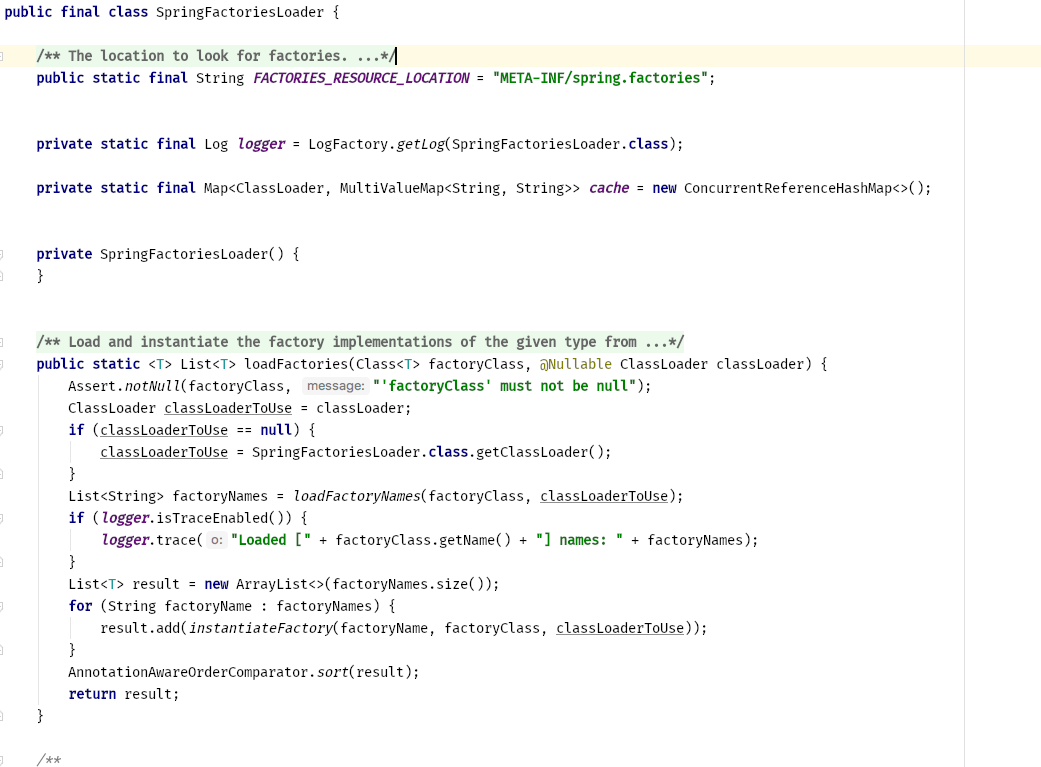 public final class SpringFactoriesLoader {
/** The location to look for factories. ...*/
public static final String FACTORIES_RESOURCE_LOCATION = "META-INF/spring.factories";
private static final Log logger = LogFactory.getLog(SpringFactoriesLoader.class);
private static final Map<ClassLoader, MultiValueMap<String, String>> cache = new ConcurrentReferenceHashMap<>();
private SpringFactoriesLoader() {
}
/** Load and instantiate the factory implementations of the given type from ...*/
public static <T> List<T> loadFactories(Class<T> factoryClass, @Nullable ClassLoader classLoader) {
Assert.notNull(factoryClass, message: "'factoryClass' must not be null");
ClassLoader classLoaderToUse = classLoader;
if (classLoaderToUse == null) {
classLoaderToUse = SpringFactoriesLoader.class.getClassLoader();
}
List<String> factoryNames = loadFactoryNames(factoryClass, classLoaderToUse);
if (logger.isTraceEnabled()) {
logger.trace( o: "Loaded [" + factoryClass.getName() + "] names: " + factoryNames);
}
List<T> result = new ArrayList<>(factoryNames.size());
for (String factoryName : factoryNames) {
result.add(instantiateFactory(factoryName, factoryClass, classLoaderToUse));
}
AnnotationAwareOrderComparator.sort(result);
return result;
}
/**